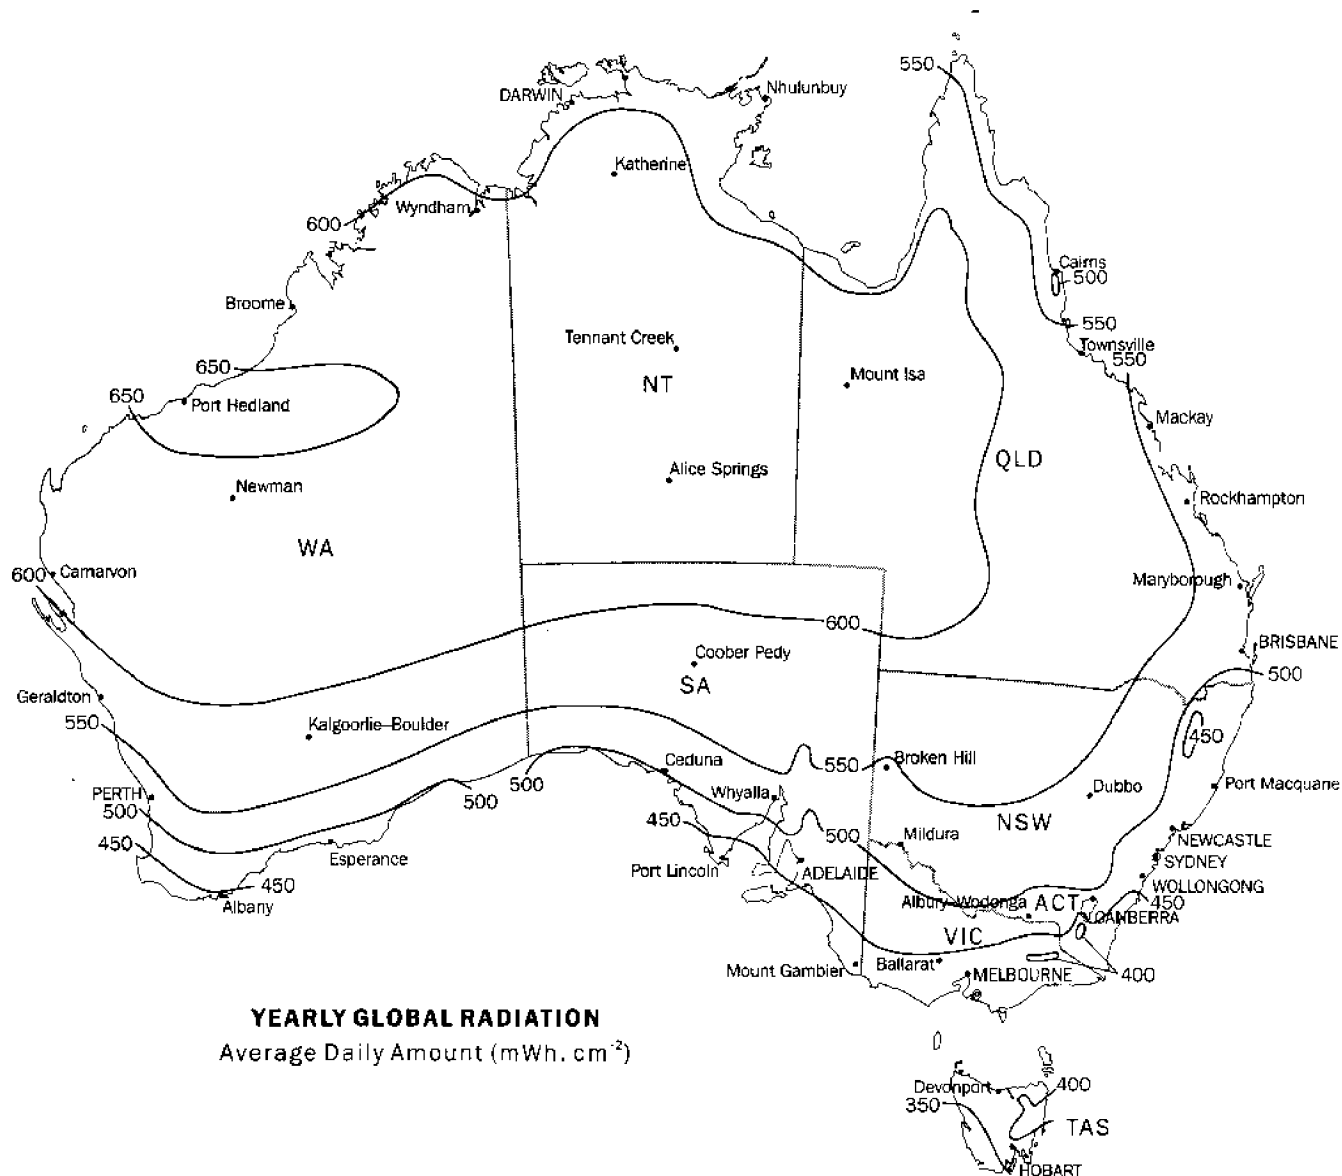 550
DARWIN
Nhulunbuy
Katherine
Wyndham
600
Cairns
500
Broome
550
Tennant Creek
Townsville
550
650
NT
Mount Isa
650
Port Hedland
Mackay
QLD
Alice Springs
Newman
Rockhampton
WA
600
Carnarvon
Maryborough
600
BRISBANE
Coober Pedy
500
SA
Geraldton
550
Kalgoorlie-Boulder
450
Ceduna
550
Broken Hill
500
Port Macquarie
PERTH
500
500
Whyalla
Dubbo
450
450
NSW
500
Mildura
NEWCASTLE
Esperance
SYDNEY
Port Lincoln
ADELAIDE
WOLLONGONG
450
Albany
Albury-Wodonga
ACT
450
CANBERRA
VIC
Mount Gambier
Ballarat
MELBOURNE
400
YEARLY GLOBAL RADIATION
Average Daily Amount (mWh.cm⁻²)
Devonport
400
350
TAS
HOBART